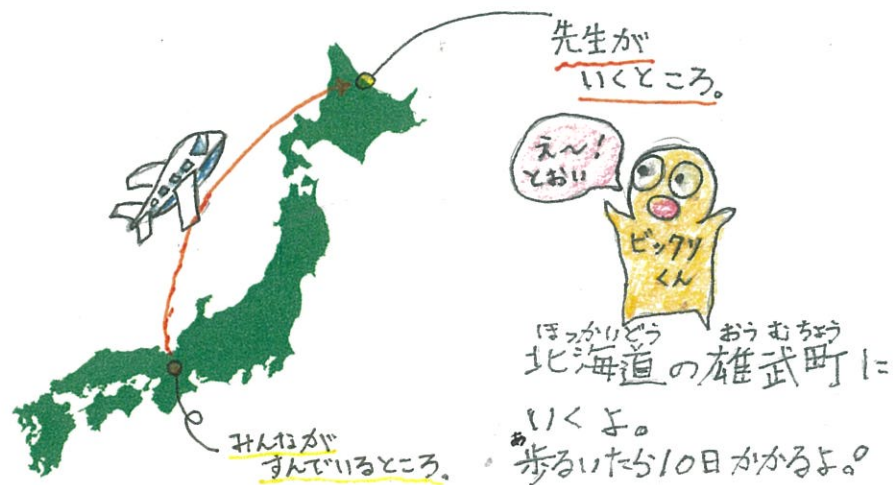 先生が
いくところ。
え〜！
とおい
ビックリ
くん
ほっかいどう　おうむちょう
北海道の雄武町に
いくよ。
あ
歩るいたら10日かかるよ。
みんなが
すんでいるところ。